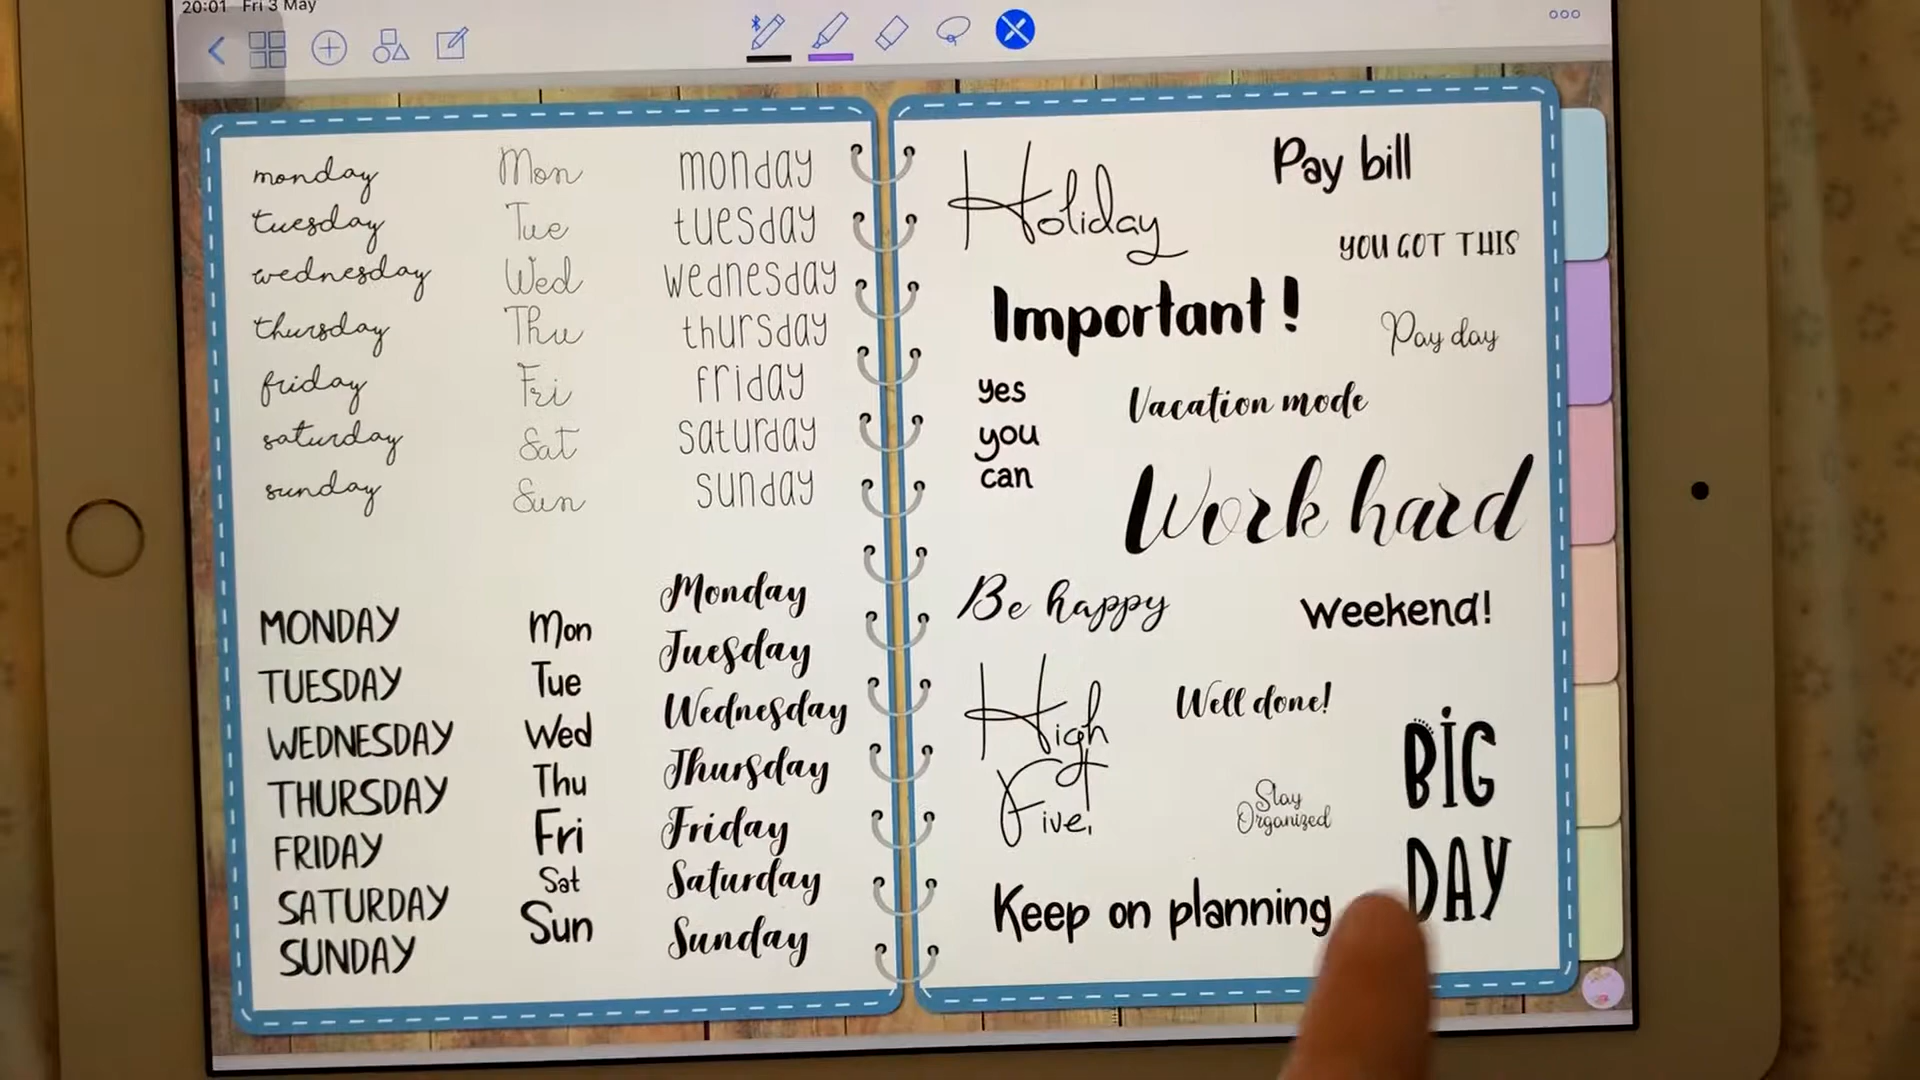 20:01 Fri 3 May
monday Mon monday
tuesday Tue tuesday
wednesday Wed wednesday
thursday Thu thursday
friday Fri friday
saturday Sat saturday
sunday Sun sunday
MONDAY Mon Monday
TUESDAY Tue Tuesday
WEDNESDAY Wed Wednesday
THURSDAY Thu Thursday
FRIDAY Fri Friday
SATURDAY Sat Saturday
SUNDAY Sun Sunday
Holiday
Pay bill
YOU GOT THIS
Important!
Pay day
yes
you
can
Vacation mode
Work hard
Be happy
weekend!
High
Five!
Well done!
Stay
Organized
BIG
DAY
Keep on planning